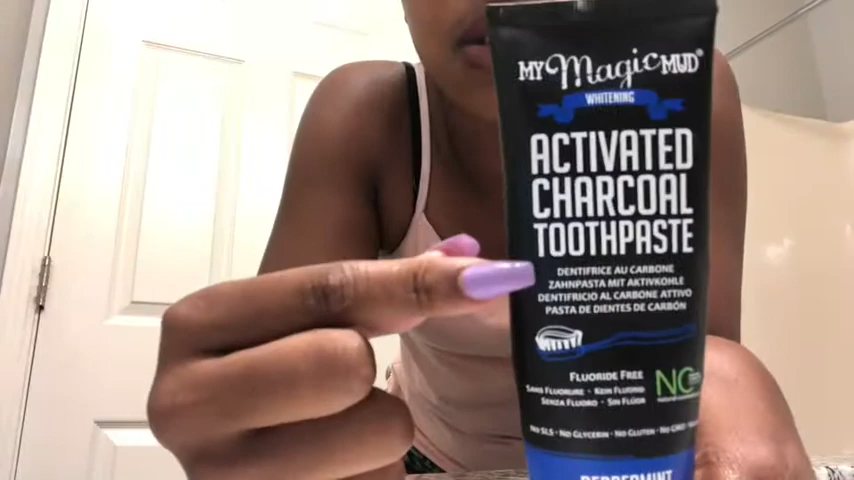 MY Magic MUD®
WHITENING
ACTIVATED
CHARCOAL
TOOTHPASTE
DENTIFRICE AU CARBONE
ZAHNPASTA MIT AKTIVKOHLE
DENTIFRICIO AL CARBONE ATTIVO
PASTA DE DIENTES DE CARBÓN
FLUORIDE FREE
SANS FLUORURE • KEIN FLUORID
SENZA FLUORO • SIN FLÚOR
NC
NO SLS • NO GLYCERIN • NO GLUTEN • NO GMO
PEPPERMINT